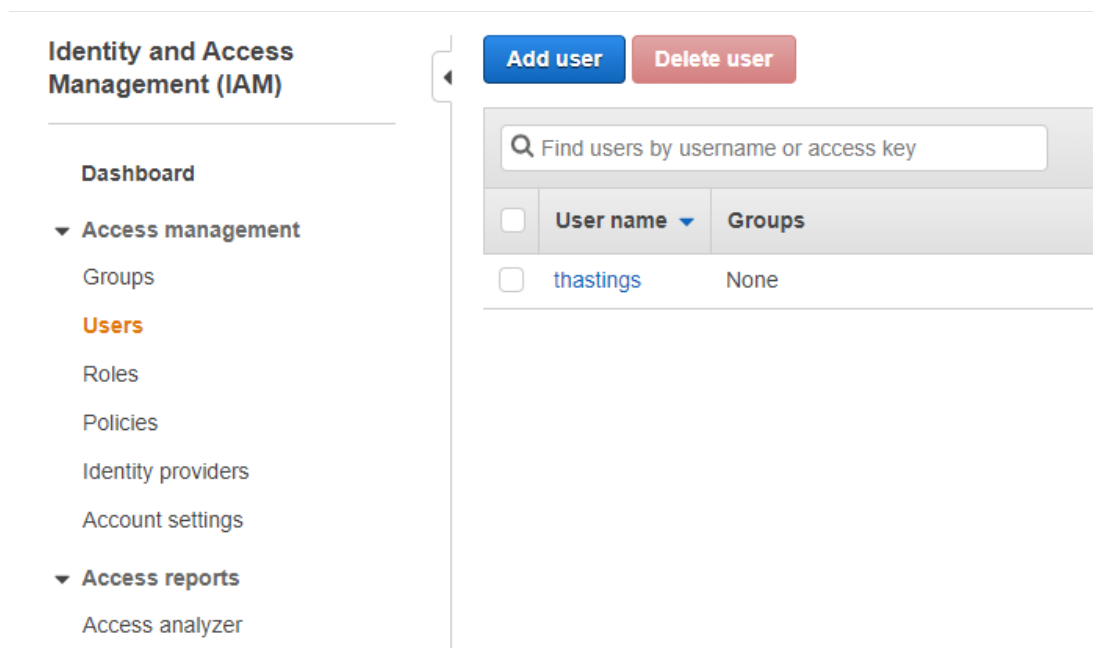 Identity and Access
Management (IAM)
Dashboard
Access management
Groups
Users
Roles
Policies
Identity providers
Account settings
Access reports
Access analyzer
Add user
Delete user
Find users by username or access key
User name
Groups
thastings
None